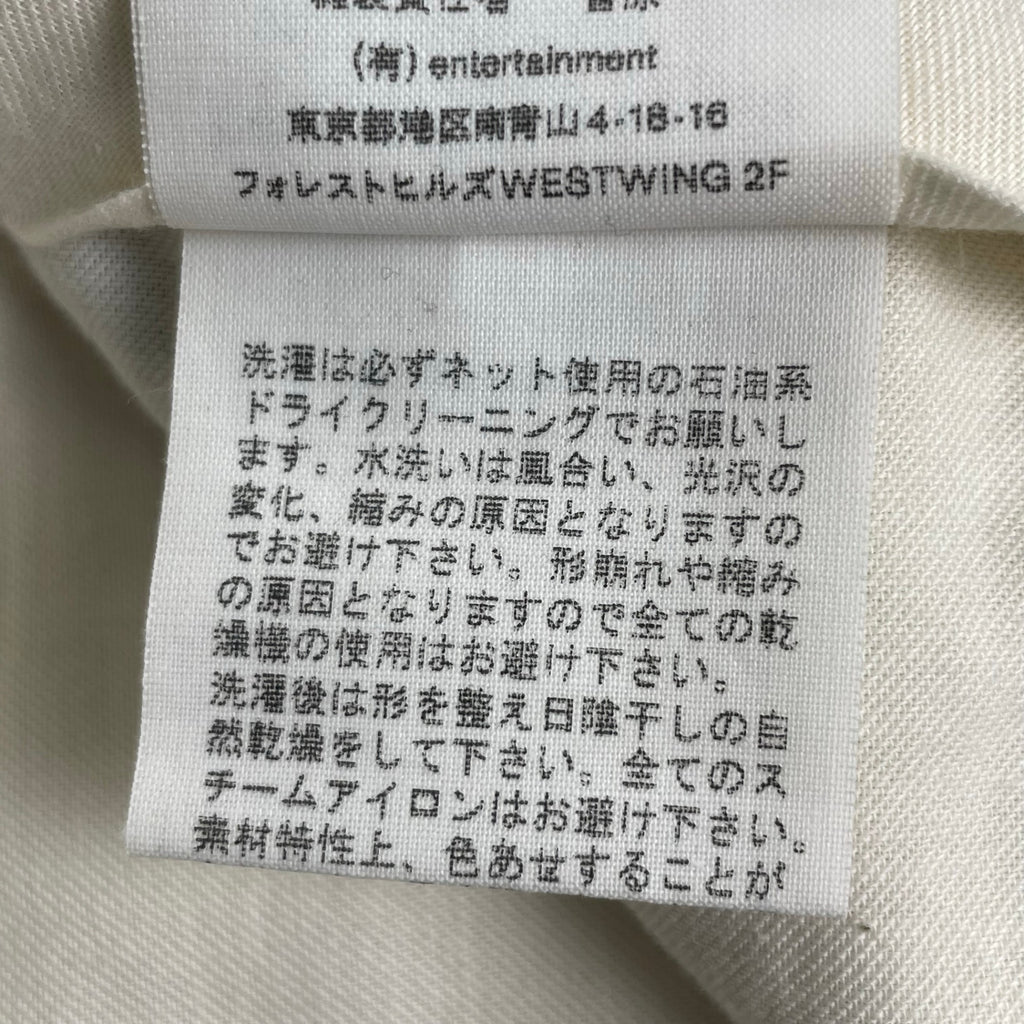 縫製責任者
(有) entertainment
東京都港区南青山4-18-16
フォレストヒルズWESTWING 2F
洗濯は必ずネット使用の石油系
ドライクリーニングでお願いし
ます。水洗いは風合い、光沢の
変化、縮みの原因となりますの
でお避け下さい。形崩れや縮み
の原因となりますので全ての乾
燥機の使用はお避け下さい。
洗濯後は形を整え日陰干しの自
然乾燥をして下さい。全てのス
チームアイロンはお避け下さい。
素材特性上、色あせすることが